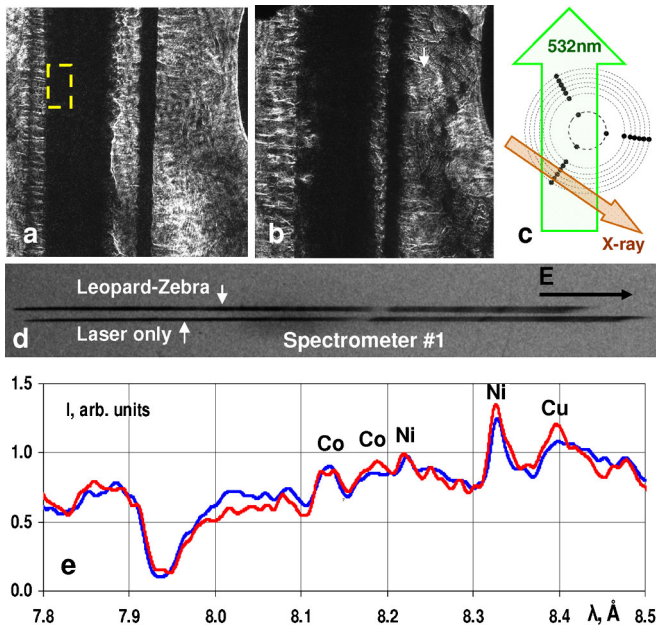 a
b
532nm
c
X-ray
Leopard-Zebra
E
Laser only
d
Spectrometer #1
1.5
I, arb. units
Ni
Cu
Co
Co
Ni
1.0
0.5
e
0.0
7.8
7.9
8.0
8.1
8.2
8.3
8.4
λ, Å
8.5